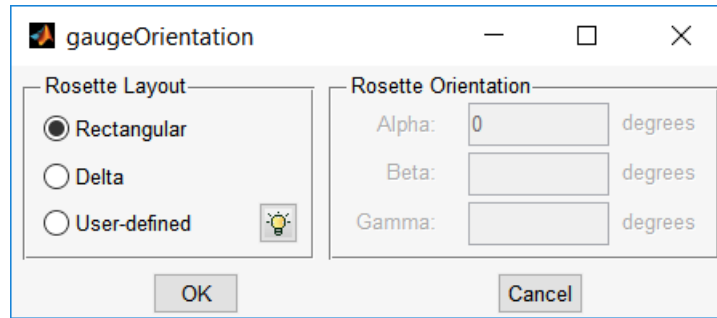 gaugeOrientation
Rosette Layout
Rectangular
Delta
User-defined
Rosette Orientation
Alpha: 0 degrees
Beta: degrees
Gamma: degrees
OK Cancel